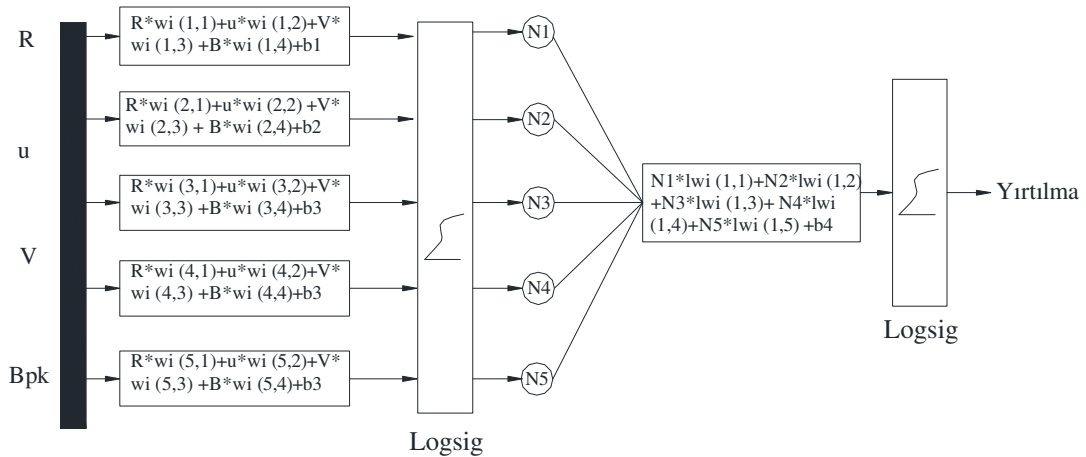 R
u
V
Bpk
R*wi (1,1)+u*wi (1,2)+V*
wi (1,3) +B*wi (1,4)+b1
R*wi (2,1)+u*wi (2,2) +V*
wi (2,3) + B*wi (2,4)+b2
R*wi (3,1)+u*wi (3,2)+V*
wi (3,3) +B*wi (3,4)+b3
R*wi (4,1)+u*wi (4,2)+V*
wi (4,3) +B*wi (4,4)+b3
R*wi (5,1)+u*wi (5,2)+V*
wi (5,3) +B*wi (5,4)+b3
Logsig
N1
N2
N3
N4
N5
N1*lwi (1,1)+N2*lwi (1,2)
+N3*lwi (1,3)+ N4*lwi
(1,4)+N5*lwi (1,5) +b4
Logsig
Yırtılma